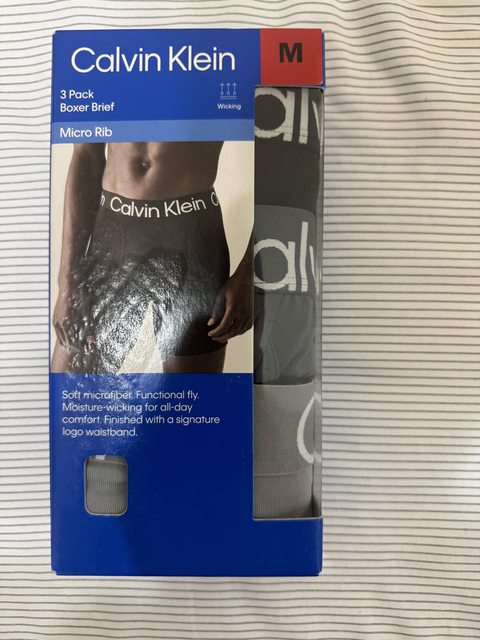 Calvin Klein
M
3 Pack
Boxer Brief
Wicking
Micro Rib
Calvin Klein
Soft microfiber. Functional fly.
Moisture-wicking for all-day
comfort. Finished with a signature
logo waistband.